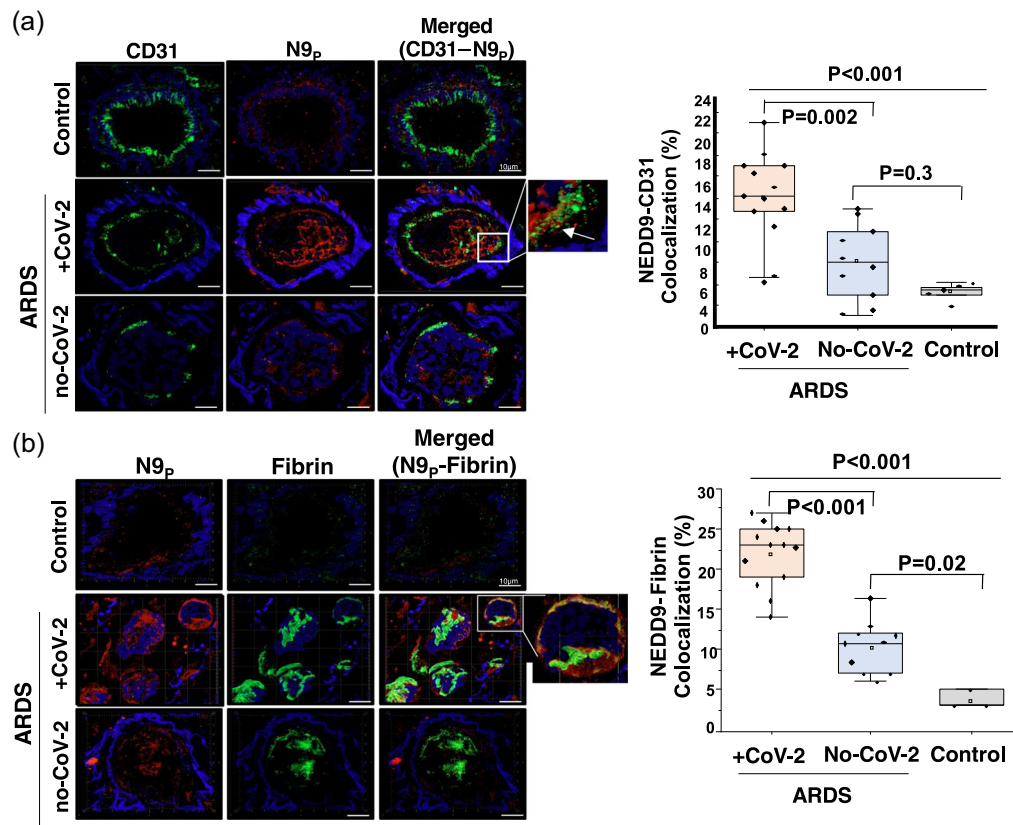 (a)
CD31
N9P
Merged
(CD31–N9P)
Control
+CoV-2
no-CoV-2
ARDS
10μm
P<0.001
P=0.002
P=0.3
NEDD9-CD31
Colocalization (%)
24
22
18
16
14
12
10
8
6
4
2
0
+CoV-2 No-CoV-2 Control
ARDS
(b)
N9P
Fibrin
Merged
(N9P-Fibrin)
Control
+CoV-2
no-CoV-2
ARDS
10μm
P<0.001
P<0.001
P=0.02
NEDD9-Fibrin
Colocalization (%)
30
25
20
15
10
5
0
+CoV-2 No-CoV-2 Control
ARDS